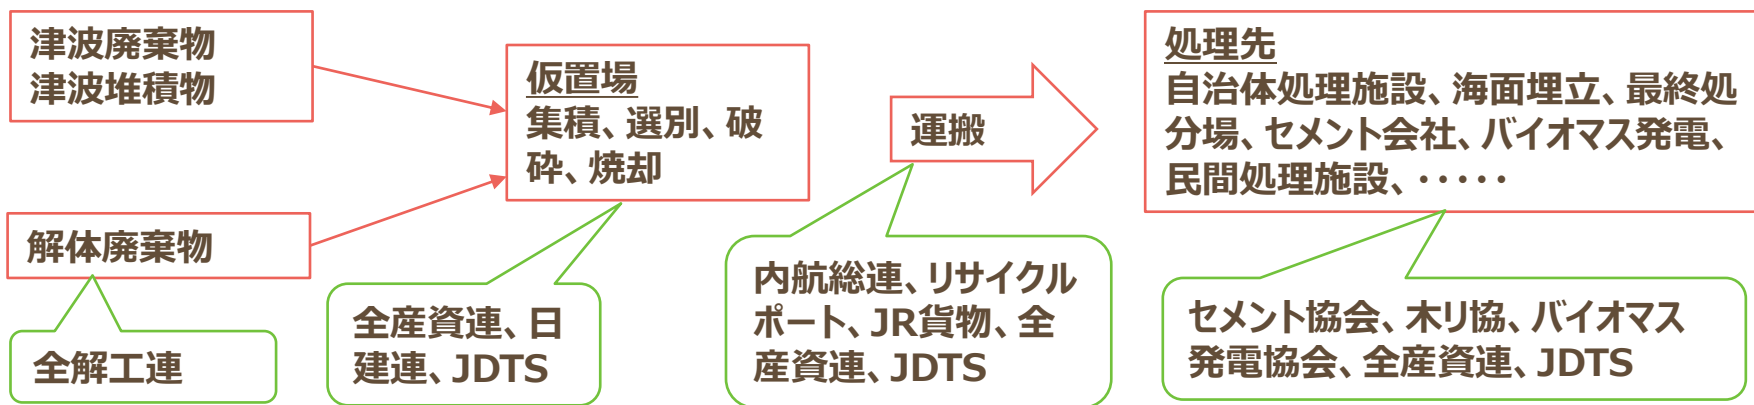 津波廃棄物
津波堆積物
解体廃棄物
全解工連
仮置場
集積、選別、破
砕、焼却
全産資連、日
建連、JDTS
運搬
内航総連、リサイクル
ポート、JR貨物、全
産資連、JDTS
処理先
自治体処理施設、海面埋立、最終処
分場、セメント会社、バイオマス発電、
民間処理施設、・・・・・
セメント協会、木リ協、バイオマス
発電協会、全産資連、JDTS